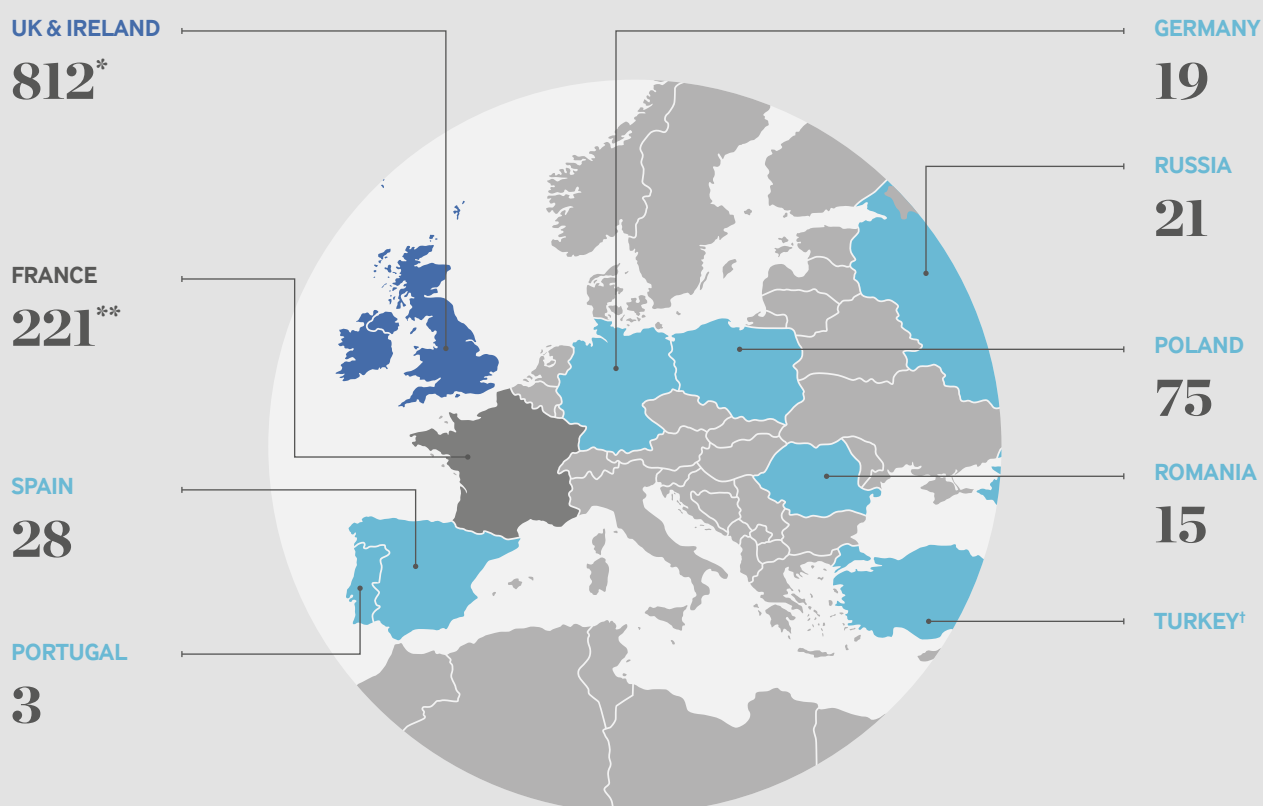 UK & IRELAND
812*
FRANCE
221**
SPAIN
28
PORTUGAL
3
GERMANY
19
RUSSIA
21
POLAND
75
ROMANIA
15
TURKEY†